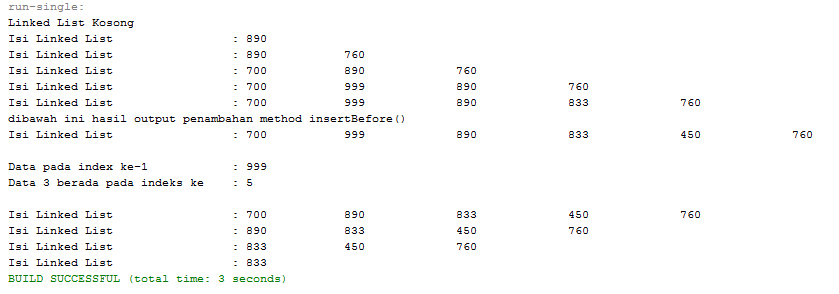 run-single:
Linked List Kosong
Isi Linked List : 890
Isi Linked List : 890 760
Isi Linked List : 700 890 760
Isi Linked List : 700 999 890 760
Isi Linked List : 700 999 890 833 760
dibawah ini hasil output penambahan method insertBefore()
Isi Linked List : 700 999 890 833 450 760
Data pada index ke-1 : 999
Data 3 berada pada indeks ke : 5
Isi Linked List : 700 890 833 450 760
Isi Linked List : 890 833 450 760
Isi Linked List : 833 450 760
Isi Linked List : 833
BUILD SUCCESSFUL (total time: 3 seconds)